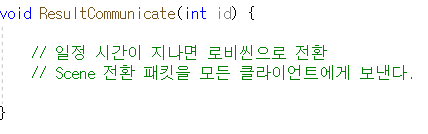 void ResultCommunicate(int id) {
// 일정 시간이 지나면 로비씬으로 전환
// Scene 전환 패킷을 모든 클라이언트에게 보낸다.
}